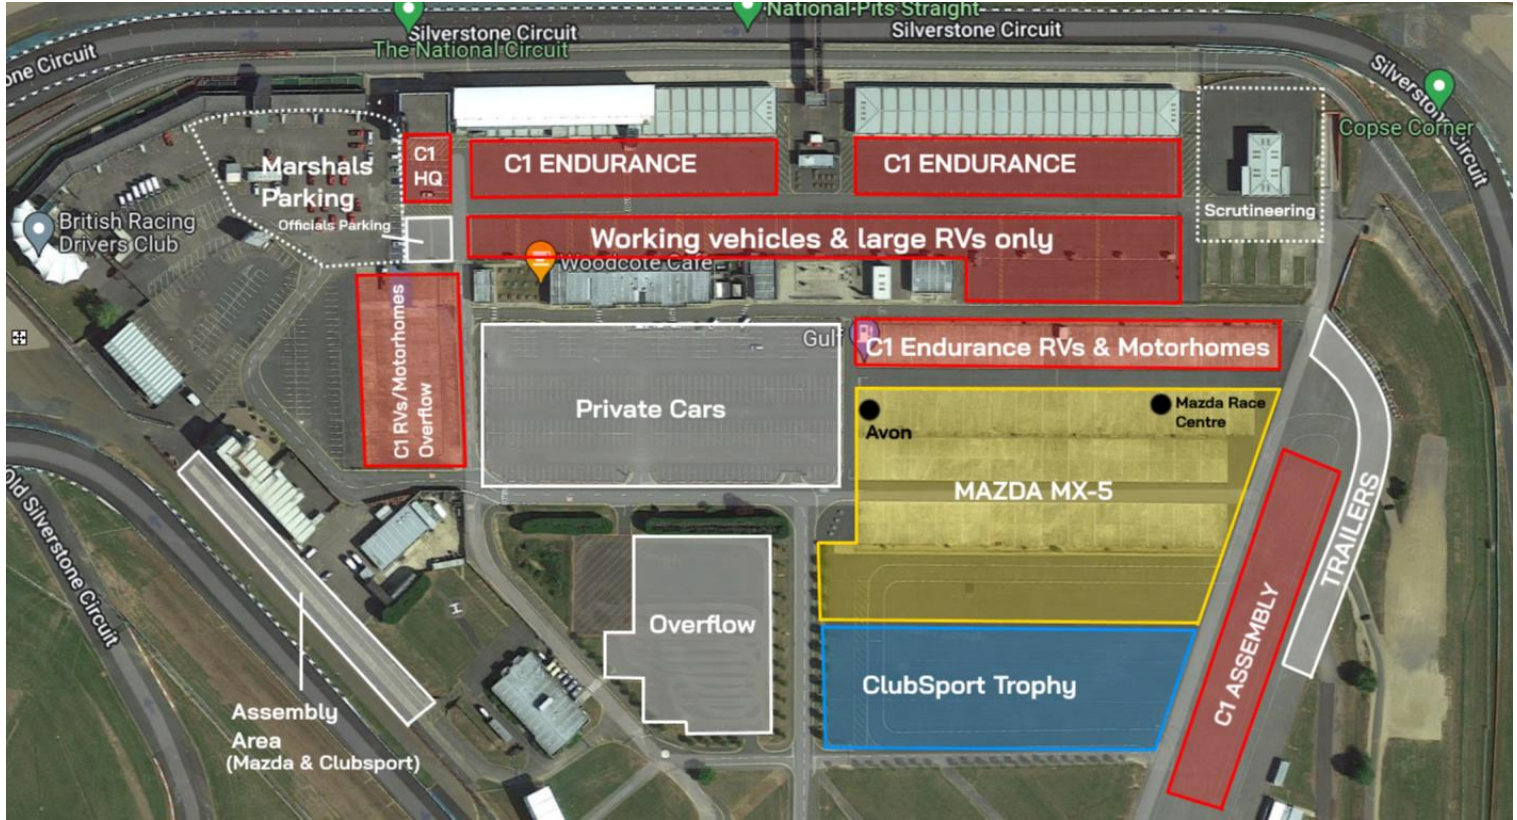 National Pits Straight
Silverstone Circuit
Silverstone Circuit
The National Circuit
one Circuit
Silverstone Circuit
Copse Corner
Marshals
Parking
Officials Parking
C1
HQ
C1 ENDURANCE
C1 ENDURANCE
Scrutineering
British Racing
Drivers Club
Working vehicles & large RVs only
Woodcote Cafe
C1 RVs/Motorhomes
Overflow
Gulf
C1 Endurance RVs & Motorhomes
Private Cars
Avon
Mazda Race
Centre
MAZDA MX-5
TRAILERS
Old Silverstone Circuit
H
Overflow
ClubSport Trophy
C1 ASSEMBLY
Assembly
Area
(Mazda & Clubsport)